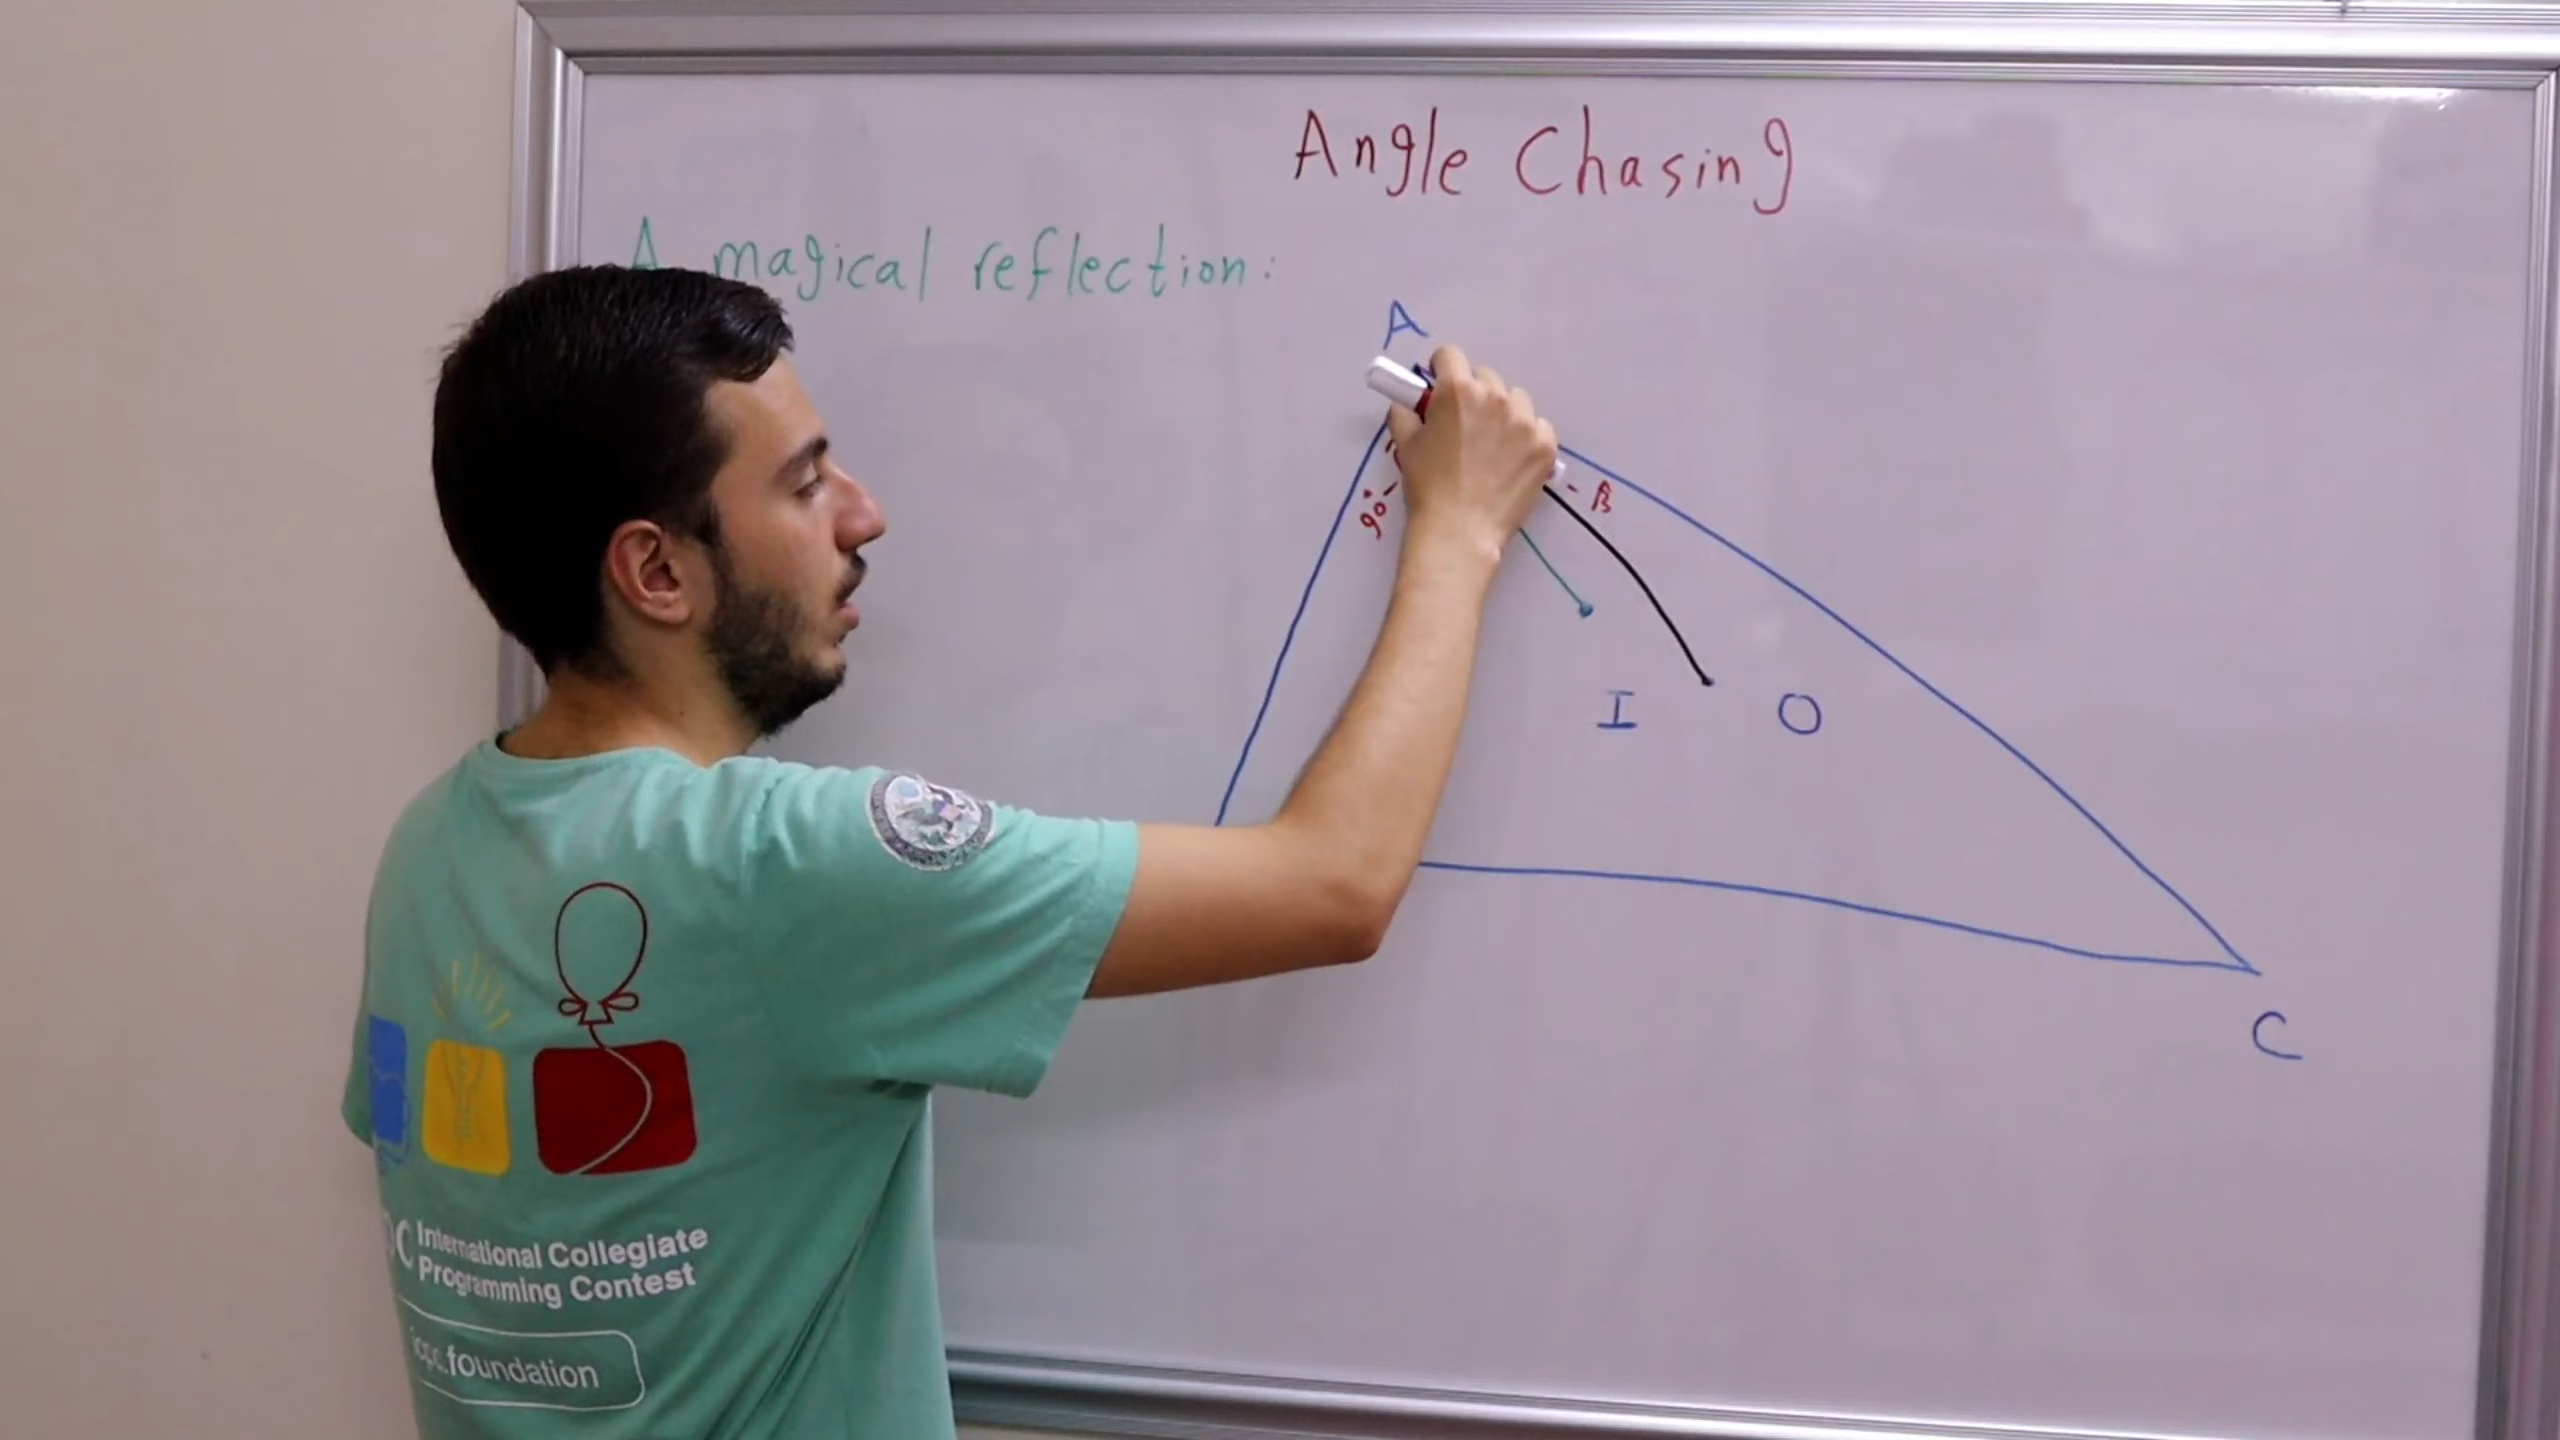 Angle Chasing
A magical reflection:
A
90°
- β
I
O
C
International Collegiate
Programming Contest
icpc.foundation